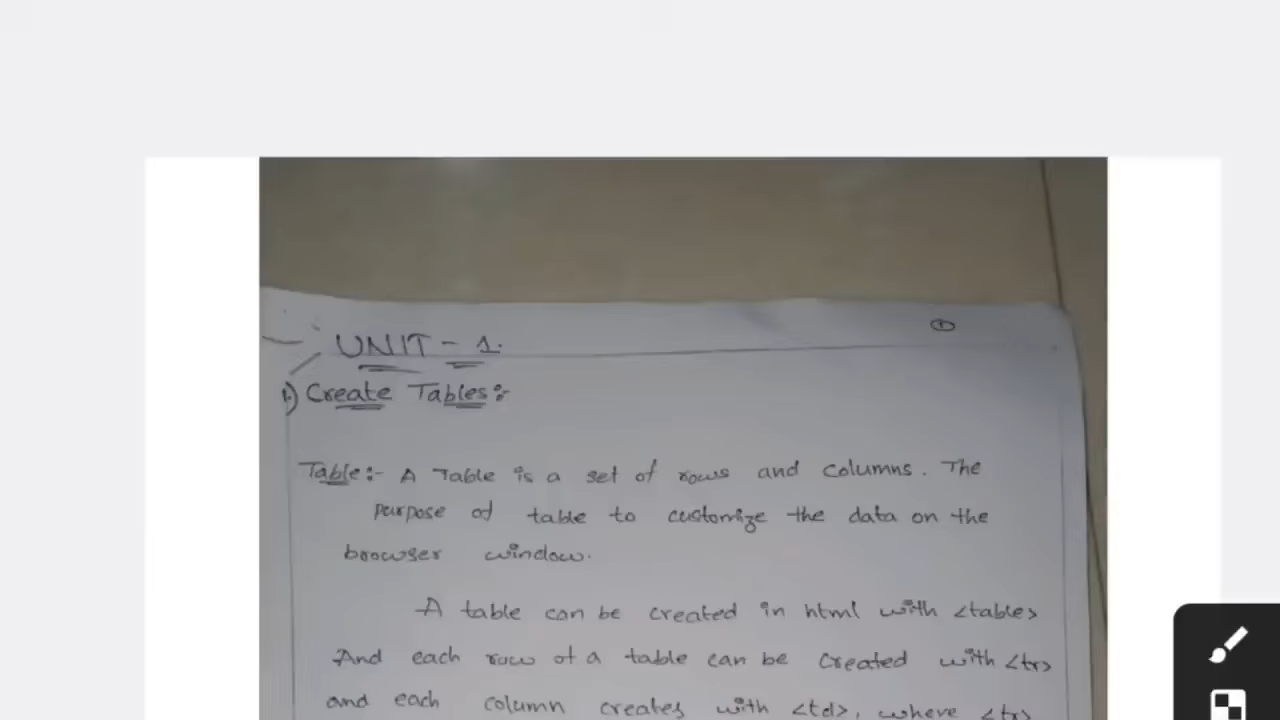 ①
UNIT - 1.
1.) Create Tables:-
Table:- A Table is a set of rows and columns. The
purpose of table to customize the data on the
browser window.
A table can be created in html with <table>
And each row of a table can be created with <tr>
and each column creates with <td>, where <tr>